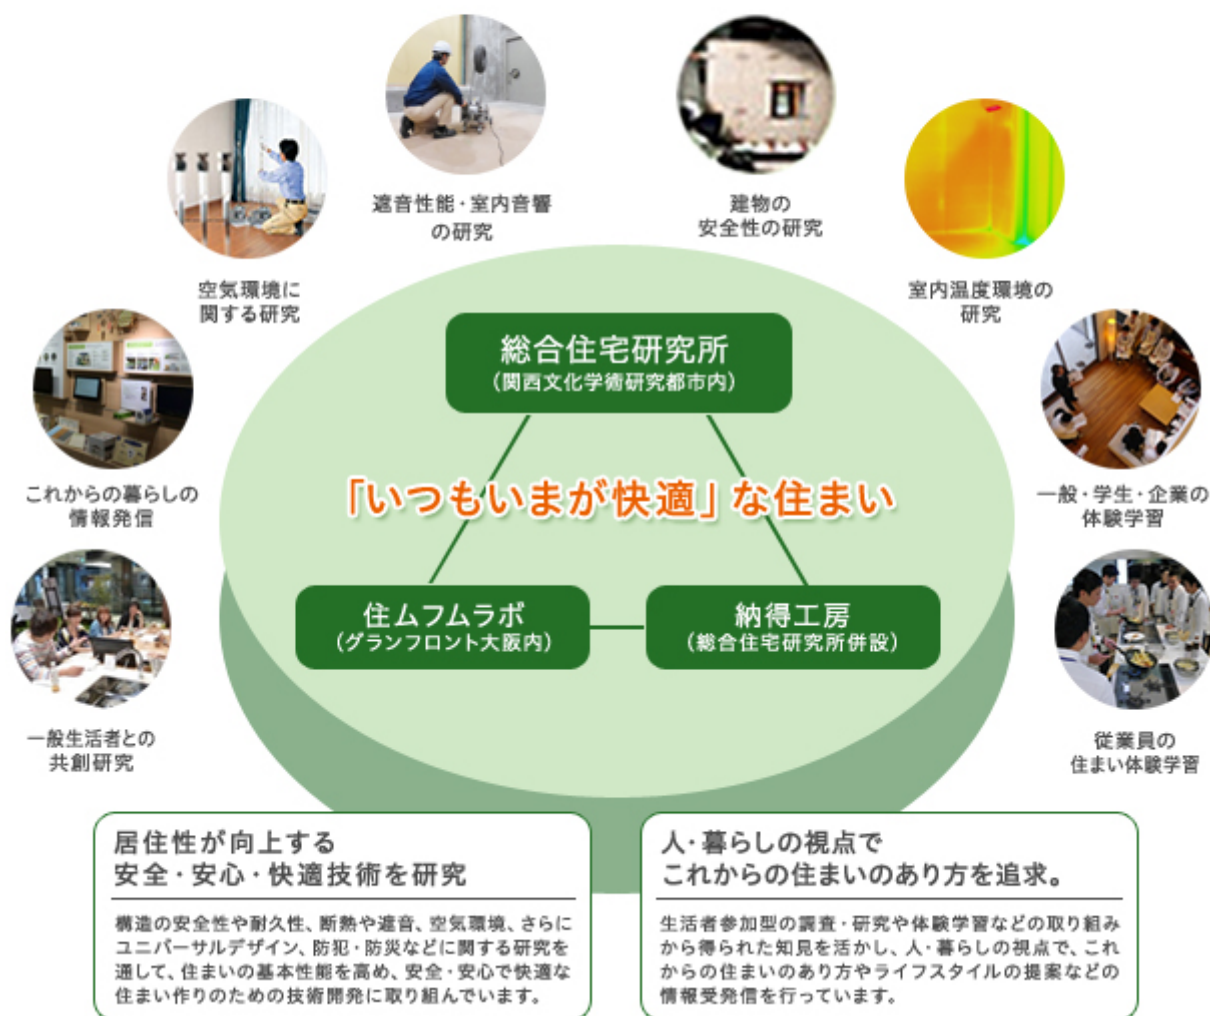 遮音性能・室内音響
の研究
建物の
安全性の研究
空気環境に
関する研究
室内温度環境の
研究
総合住宅研究所
（関西文化学術研究都市内）
これからの暮らしの
情報発信
「いつもいまが快適」な住まい
一般・学生・企業の
体験学習
住ムフムラボ
（グランフロント大阪内）
納得工房
（総合住宅研究所併設）
一般生活者との
共創研究
従業員の
住まい体験学習
居住性が向上する
安全・安心・快適技術を研究
構造の安全性や耐久性、断熱や遮音、空気環境、さらに
ユニバーサルデザイン、防犯・防災などに関する研究を
通して、住まいの基本性能を高め、安全・安心で快適な
住まい作りのための技術開発に取り組んでいます。
人・暮らしの視点で
これからの住まいのあり方を追求。
生活者参加型の調査・研究や体験学習などの取り組み
から得られた知見を活かし、人・暮らしの視点で、これ
からの住まいのあり方やライフスタイルの提案などの
情報受発信を行っています。